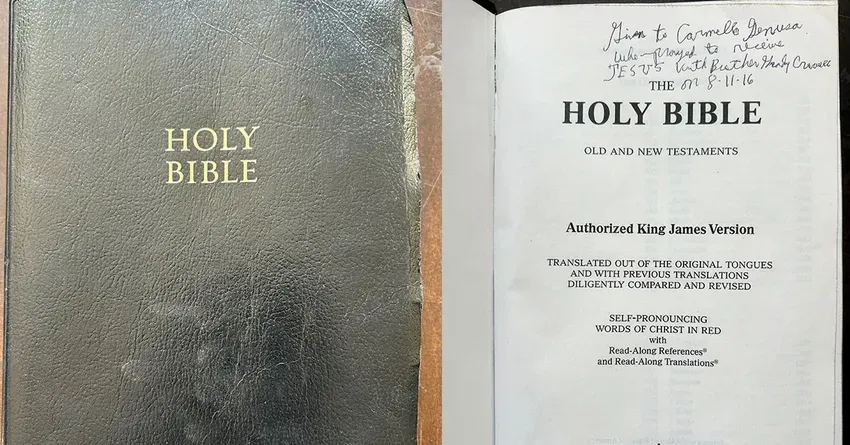 HOLY
BIBLE
Given to Carmelo Genusa
who prayed to receive
JESUS with Brother
on 8-11-16
THE
HOLY BIBLE
OLD AND NEW TESTAMENTS
Authorized King James Version
TRANSLATED OUT OF THE ORIGINAL TONGUES
AND WITH PREVIOUS TRANSLATIONS
DILIGENTLY COMPARED AND REVISED
SELF-PRONOUNCING
WORDS OF CHRIST IN RED
with
Read-Along References®
and Read-Along Translations®